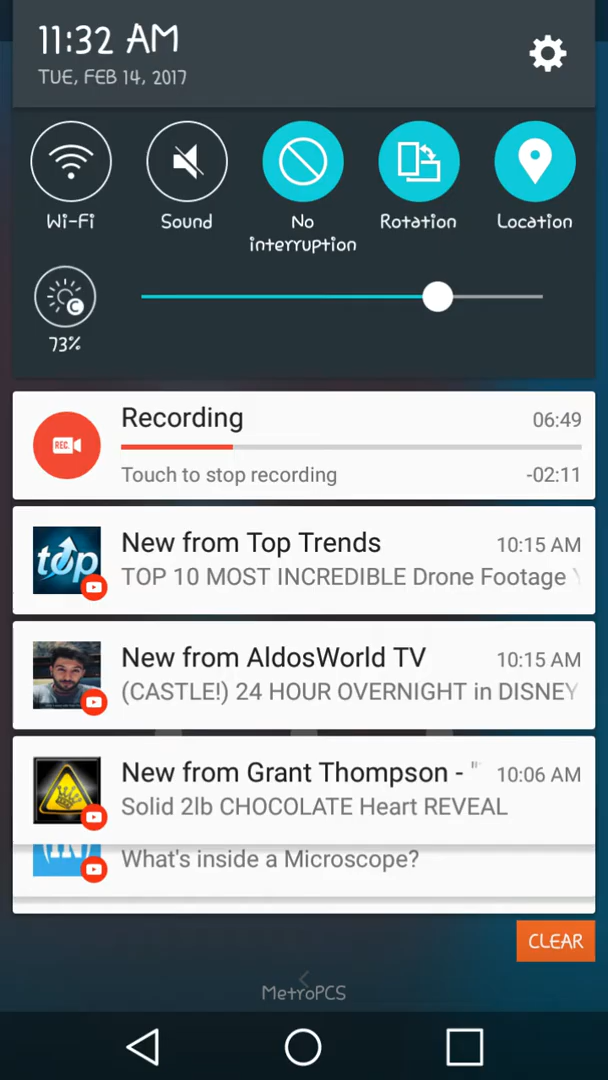 11:32 AM
TUE, FEB 14, 2017
Wi-Fi
Sound
No
interruption
Rotation
Location
73%
Recording
06:49
REC.
Touch to stop recording
-02:11
New from Top Trends
10:15 AM
top
TOP 10 MOST INCREDIBLE Drone Footage
New from AldosWorld TV
10:15 AM
(CASTLE!) 24 HOUR OVERNIGHT in DISNEY
New from Grant Thompson - "
10:06 AM
Solid 2lb CHOCOLATE Heart REVEAL
(IN)
What's inside a Microscope?
CLEAR
MetroPCS